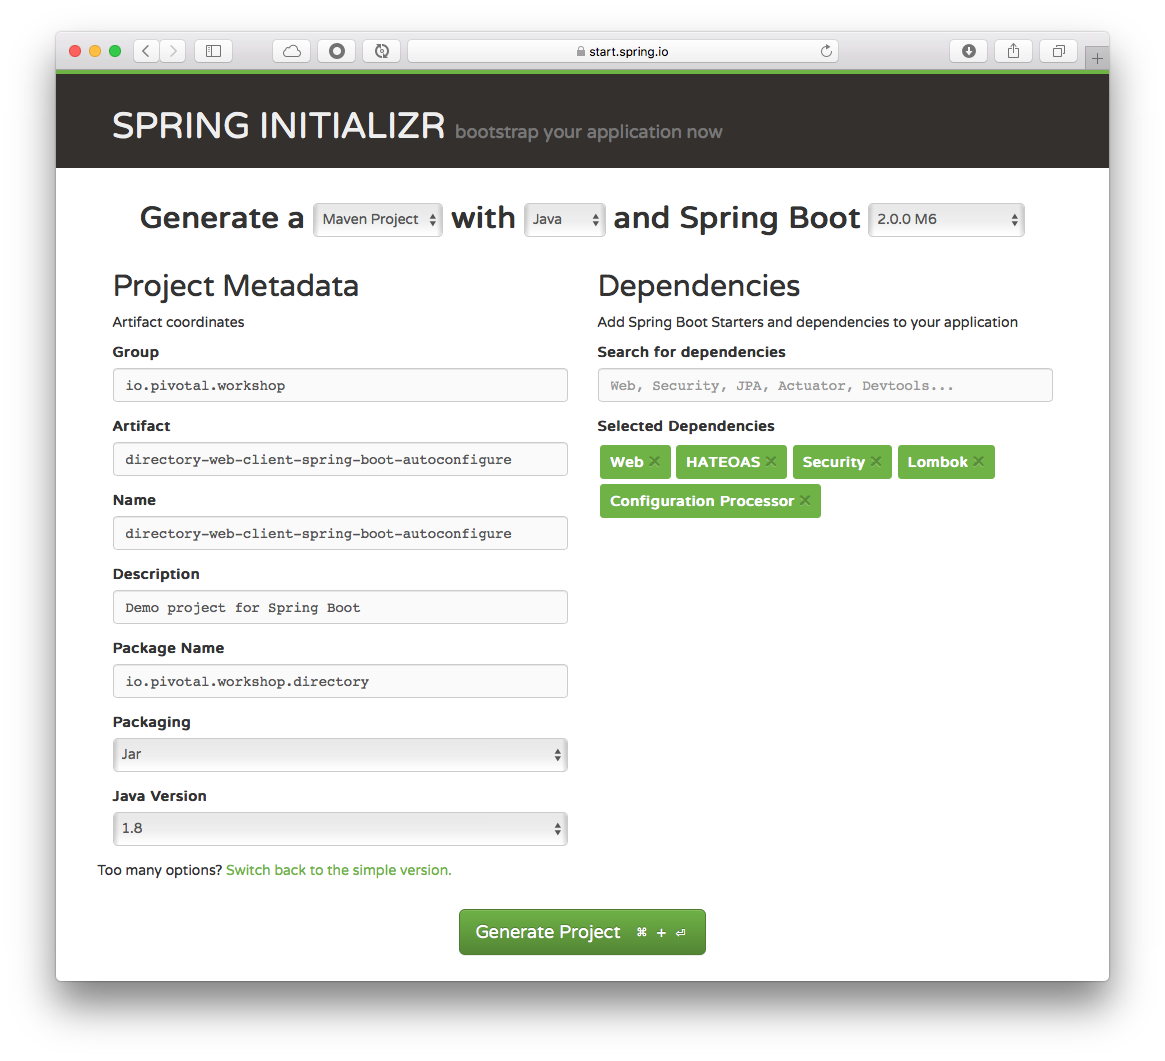 start.spring.io
SPRING INITIALIZR bootstrap your application now
Generate a Maven Project with Java and Spring Boot 2.0.0 M6
Project Metadata
Artifact coordinates
Group
io.pivotal.workshop
Artifact
directory-web-client-spring-boot-autoconfigure
Name
directory-web-client-spring-boot-autoconfigure
Description
Demo project for Spring Boot
Package Name
io.pivotal.workshop.directory
Packaging
Jar
Java Version
1.8
Too many options? Switch back to the simple version.
Dependencies
Add Spring Boot Starters and dependencies to your application
Search for dependencies
Web, Security, JPA, Actuator, Devtools...
Selected Dependencies
Web × HATEOAS × Security × Lombok ×
Configuration Processor ×
Generate Project ⌘ + ⏎